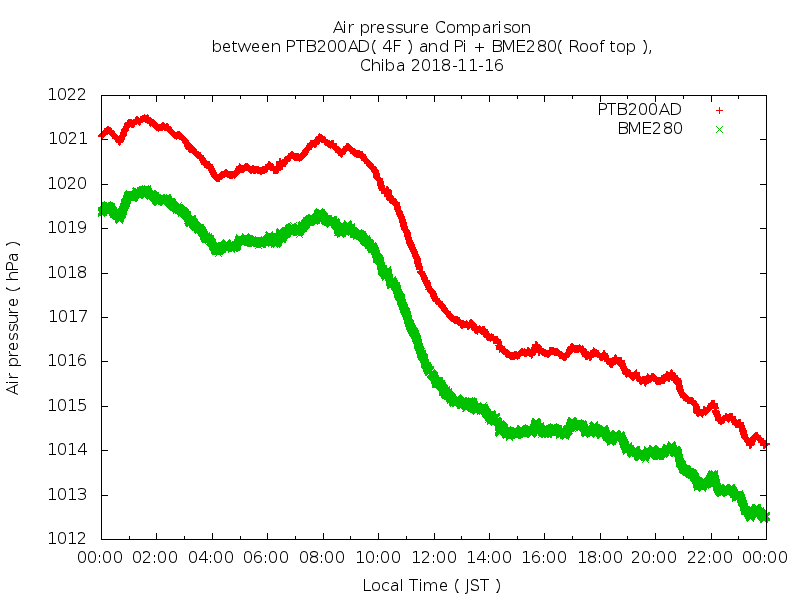 Air pressure Comparison
between PTB200AD( 4F ) and Pi + BME280( Roof top ),
Chiba 2018-11-16
PTB200AD
BME280
1022
1021
1020
1019
1018
1017
1016
1015
1014
1013
1012
Air pressure ( hPa )
00:00 02:00 04:00 06:00 08:00 10:00 12:00 14:00 16:00 18:00 20:00 22:00 00:00
Local Time ( JST )